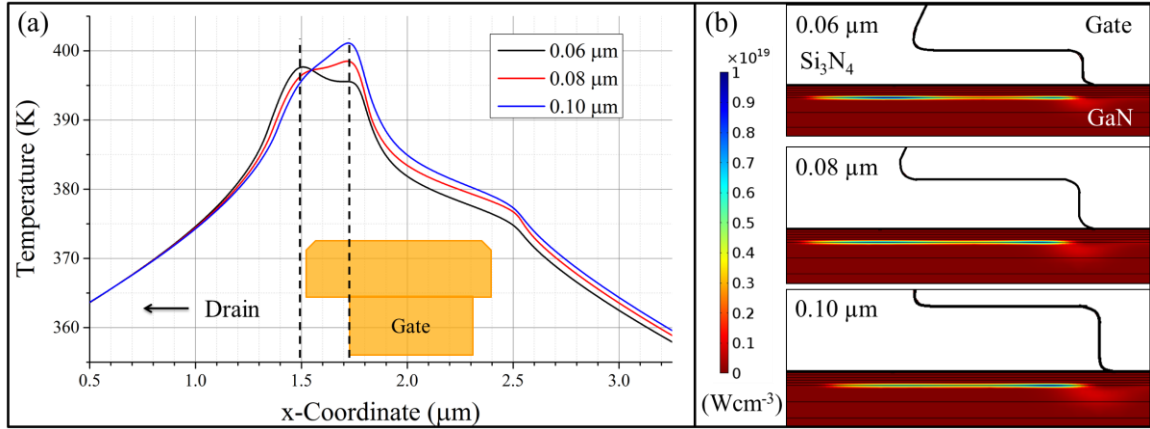 (a)
Temperature (K)
400
390
380
370
360
0.06 µm
0.08 µm
0.10 µm
Drain
Gate
0.5 1.0 1.5 2.0 2.5 3.0
x-Coordinate (µm)
(b)
×10¹⁹
1
0.9
0.8
0.7
0.6
0.5
0.4
0.3
0.2
0.1
0
(Wcm⁻³)
0.06 µm Gate
Si₃N₄
GaN
0.08 µm
0.10 µm